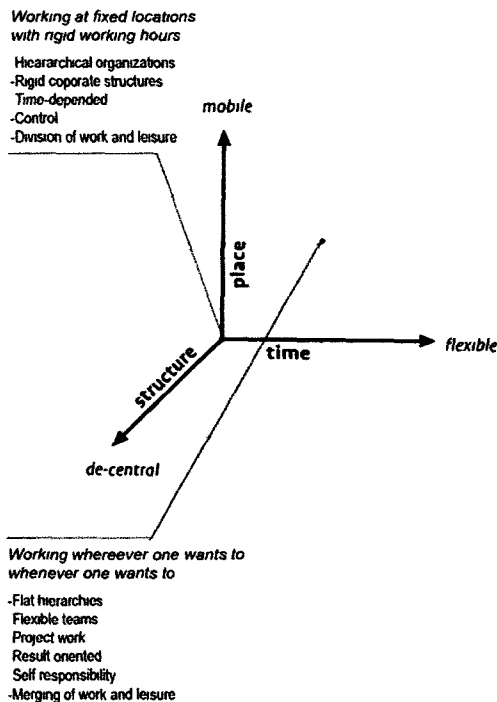 Working at fixed locations
with rigid working hours
Hieararchical organizations
-Rigid coporate structures
Time-depended
-Control
-Division of work and leisure
mobile
place
time
flexible
structure
de-central
Working whereever one wants to
whenever one wants to
-Flat hierarchies
Flexible teams
Project work
Result oriented
Self responsibility
-Merging of work and leisure